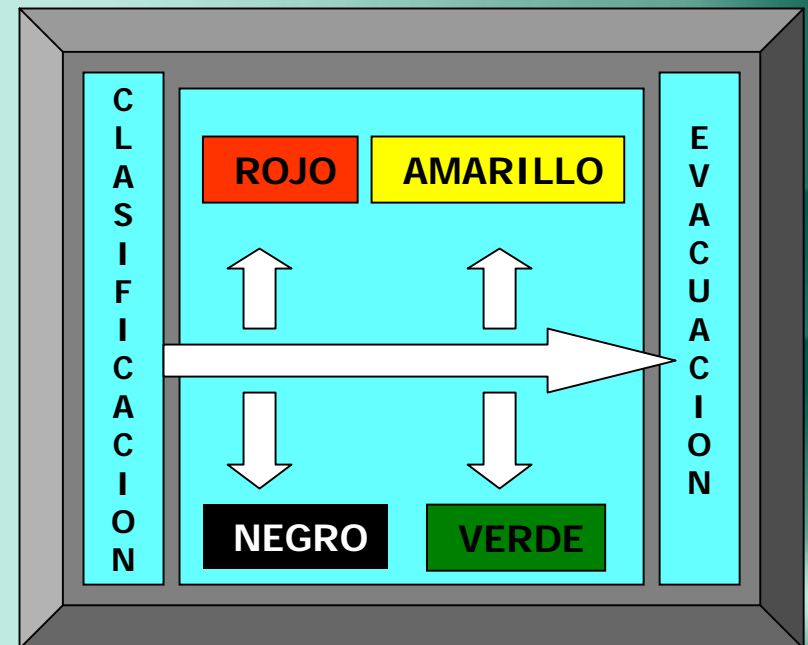 CLASIFICACION
ROJO
AMARILLO
NEGRO
VERDE
EVACUACION